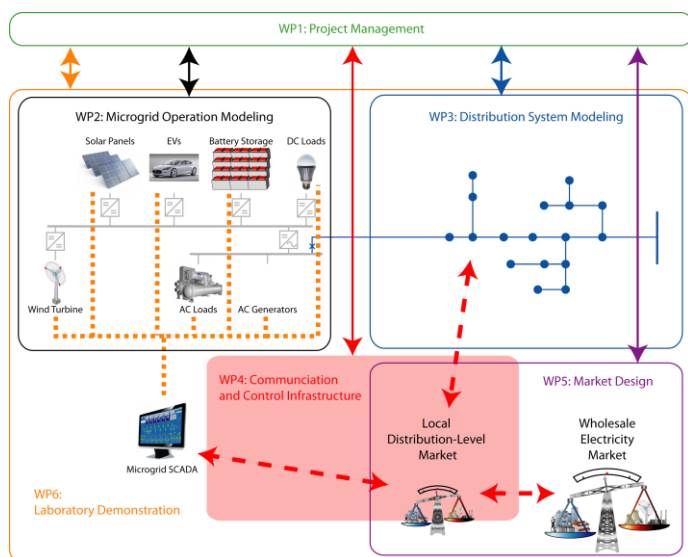 WP1: Project Management
WP2: Microgrid Operation Modeling
Solar Panels
EVs
Battery Storage
DC Loads
Wind Turbine
AC Loads
AC Generators
WP3: Distribution System Modeling
WP4: Communciation
and Control Infrastructure
WP5: Market Design
Local
Distribution-Level
Market
Wholesale
Electricity
Market
Microgrid SCADA
WP6:
Laboratory Demonstration